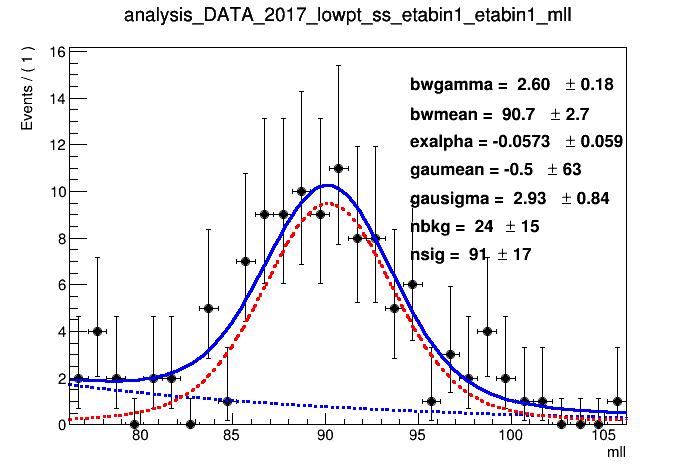 analysis_DATA_2017_lowpt_ss_etabin1_etabin1_mll
Events / ( 1 )
16
14
12
10
8
6
4
2
0
bwgamma = 2.60 ± 0.18
bwmean = 90.7 ± 2.7
exalpha = -0.0573 ± 0.059
gaumean = -0.5 ± 63
gausigma = 2.93 ± 0.84
nbkg = 24 ± 15
nsig = 91 ± 17
80 85 90 95 100 105
mll